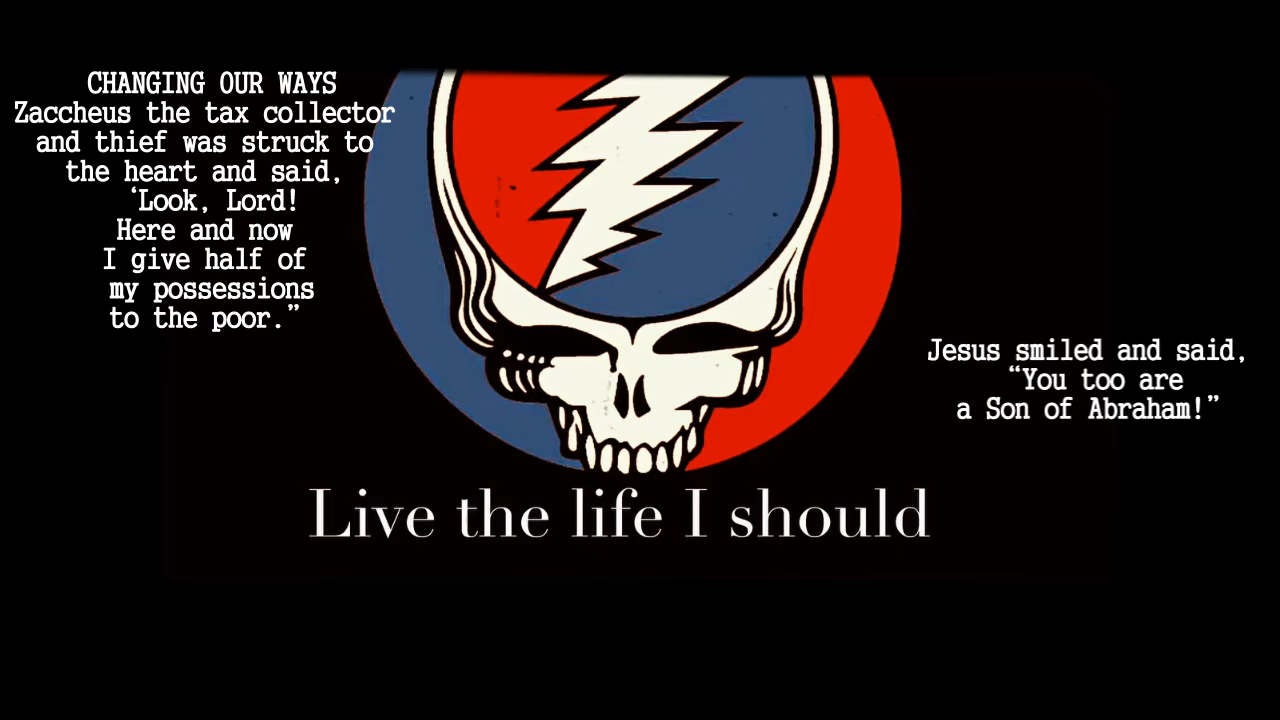 CHANGING OUR WAYS
Zaccheus the tax collector
and thief was struck to
the heart and said,
‘Look, Lord!
Here and now
I give half of
my possessions
to the poor.”
Jesus smiled and said,
“You too are
a Son of Abraham!”
Live the life I should